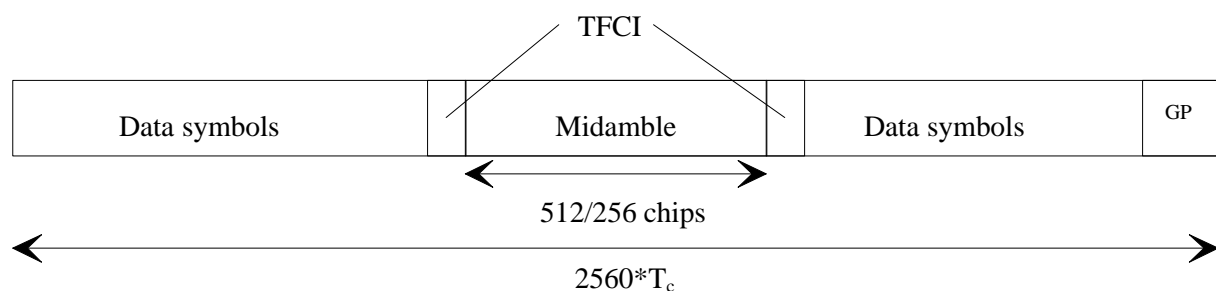 TFCI
Data symbols
Midamble
Data symbols
GP
512/256 chips
2560*Tc